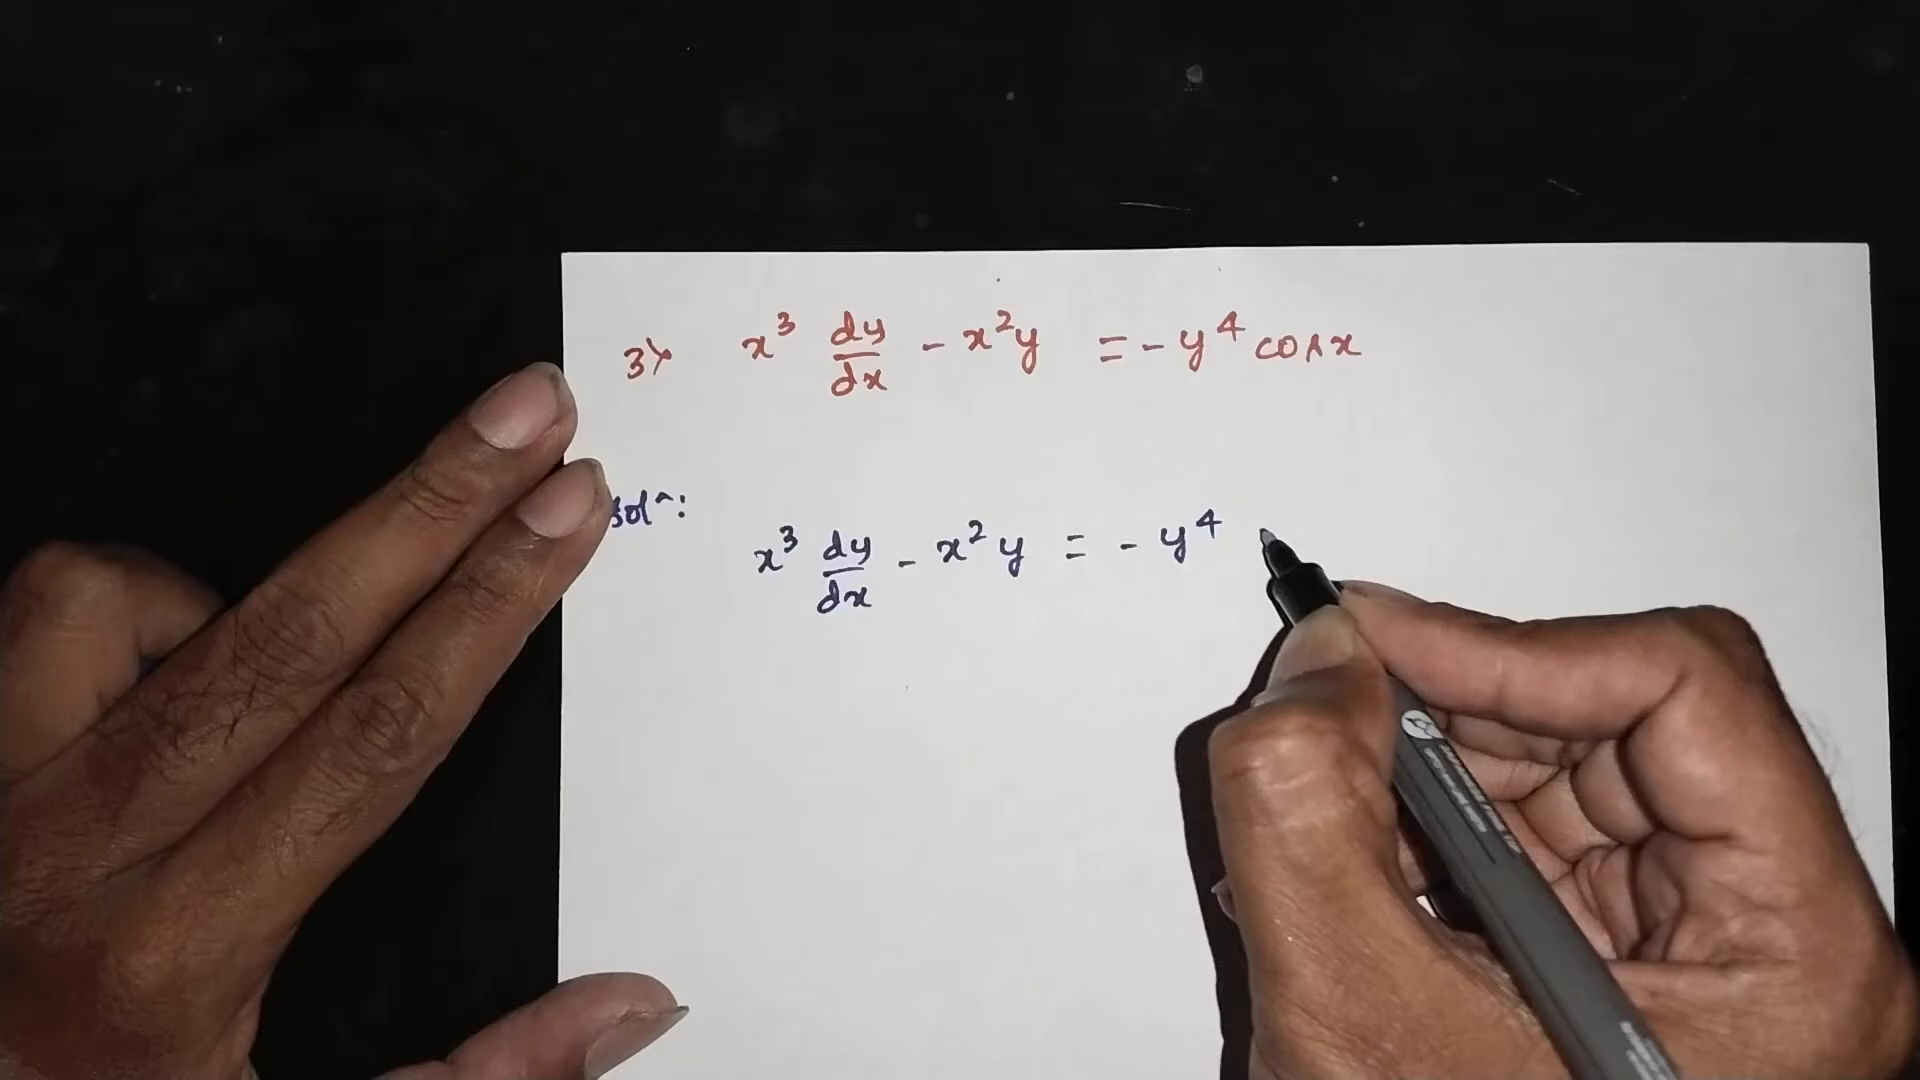 3) x³ dy/dx - x²y = - y⁴ cosx
Solⁿ:
x³ dy/dx - x²y = - y⁴